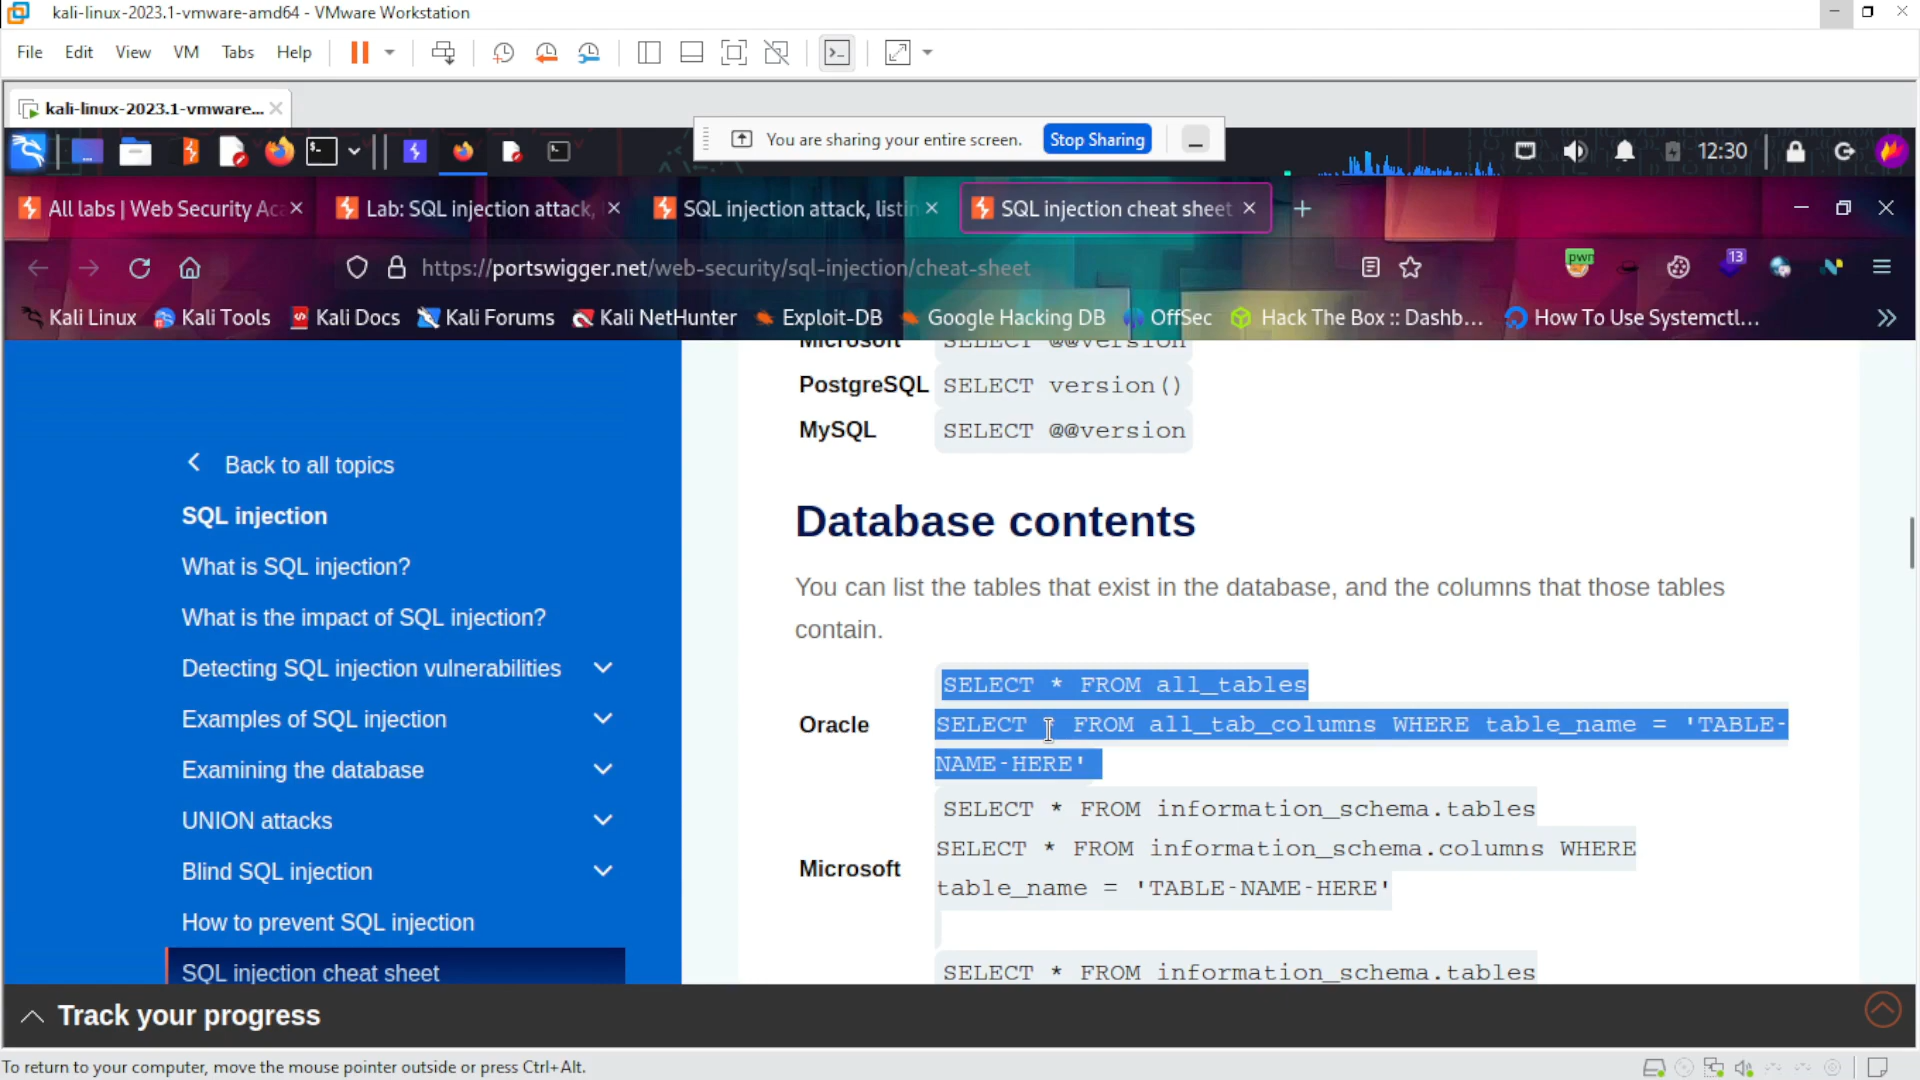 kali-linux-2023.1-vmware-amd64 - VMware Workstation
File Edit View VM Tabs Help
kali-linux-2023.1-vmware...
You are sharing your entire screen. Stop Sharing
12:30
All labs | Web Security Aca
Lab: SQL injection attack,
SQL injection attack, listin
SQL injection cheat sheet
https://portswigger.net/web-security/sql-injection/cheat-sheet
pwn
13
Kali Linux Kali Tools Kali Docs Kali Forums Kali NetHunter Exploit-DB Google Hacking DB OffSec Hack The Box :: Dashb... How To Use Systemctl...
Back to all topics
SQL injection
What is SQL injection?
What is the impact of SQL injection?
Detecting SQL injection vulnerabilities
Examples of SQL injection
Examining the database
UNION attacks
Blind SQL injection
How to prevent SQL injection
SQL injection cheat sheet
Microsoft SELECT @@version
PostgreSQL SELECT version()
MySQL SELECT @@version
Database contents
You can list the tables that exist in the database, and the columns that those tables
contain.
Oracle
SELECT * FROM all_tables
SELECT * FROM all_tab_columns WHERE table_name = 'TABLE-
NAME-HERE'
Microsoft
SELECT * FROM information_schema.tables
SELECT * FROM information_schema.columns WHERE
table_name = 'TABLE-NAME-HERE'
SELECT * FROM information_schema.tables
Track your progress
To return to your computer, move the mouse pointer outside or press Ctrl+Alt.